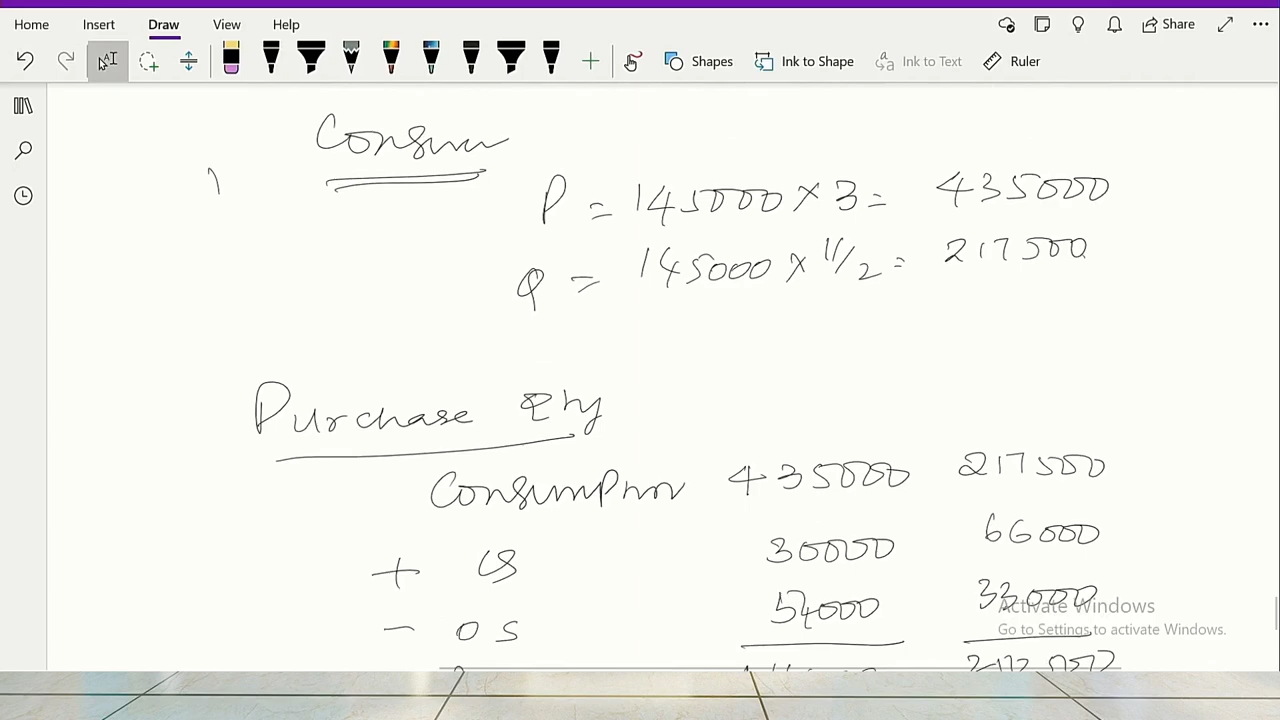 Home Insert Draw View Help Share
Shapes Ink to Shape Ink to Text Ruler
Consum
P = 145000 × 3 = 435000
Q = 145000 × 1 1/2 = 217500
Purchase Qty
Consumption 435000 217500
+ CS 30000 66000
- OS 54000 33000
Activate Windows
Go to Settings to activate Windows.